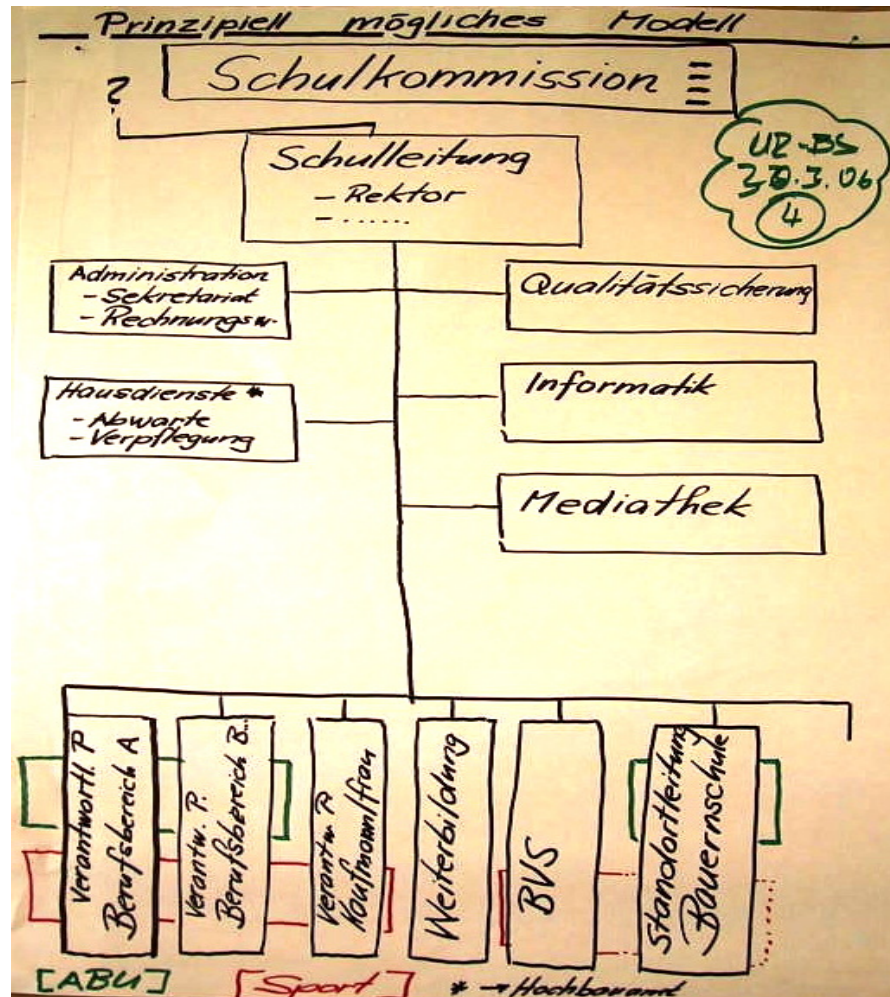 Prinzipiell mögliches Modell
Schulkommission
?
Schulleitung
- Rektor
- ......
UR-BS
30.3.06
4
Administration
- Sekretariat
- Rechnungsw.
Qualitätssicherung
Hausdienste *
- Abwarte
- Verpflegung
Informatik
Mediathek
Verantwortl. P
Berufsbereich A
Verantw. P.
Berufsbereich B...
Verantw. P.
Kaufmann/frau
Weiterbildung
BVS
Standortleitung
Bauernschule
[ABU]
[Sport]
* → Hochbauamt